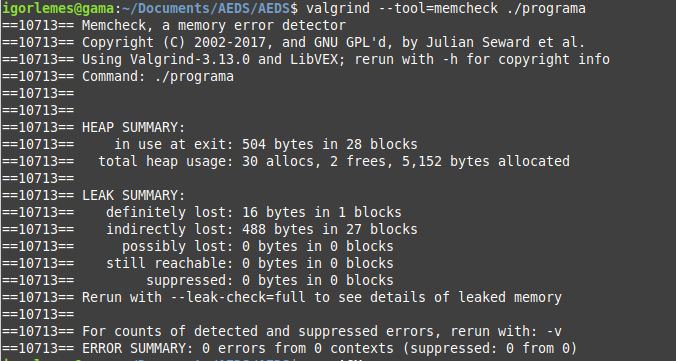 igorlemes@gama:~/Documents/AEDS/AEDS$ valgrind --tool=memcheck ./programa
==10713== Memcheck, a memory error detector
==10713== Copyright (C) 2002-2017, and GNU GPL'd, by Julian Seward et al.
==10713== Using Valgrind-3.13.0 and LibVEX; rerun with -h for copyright info
==10713== Command: ./programa
==10713==
==10713==
==10713== HEAP SUMMARY:
==10713==     in use at exit: 504 bytes in 28 blocks
==10713==   total heap usage: 30 allocs, 2 frees, 5,152 bytes allocated
==10713==
==10713== LEAK SUMMARY:
==10713==    definitely lost: 16 bytes in 1 blocks
==10713==    indirectly lost: 488 bytes in 27 blocks
==10713==      possibly lost: 0 bytes in 0 blocks
==10713==    still reachable: 0 bytes in 0 blocks
==10713==         suppressed: 0 bytes in 0 blocks
==10713== Rerun with --leak-check=full to see details of leaked memory
==10713==
==10713== For counts of detected and suppressed errors, rerun with: -v
==10713== ERROR SUMMARY: 0 errors from 0 contexts (suppressed: 0 from 0)